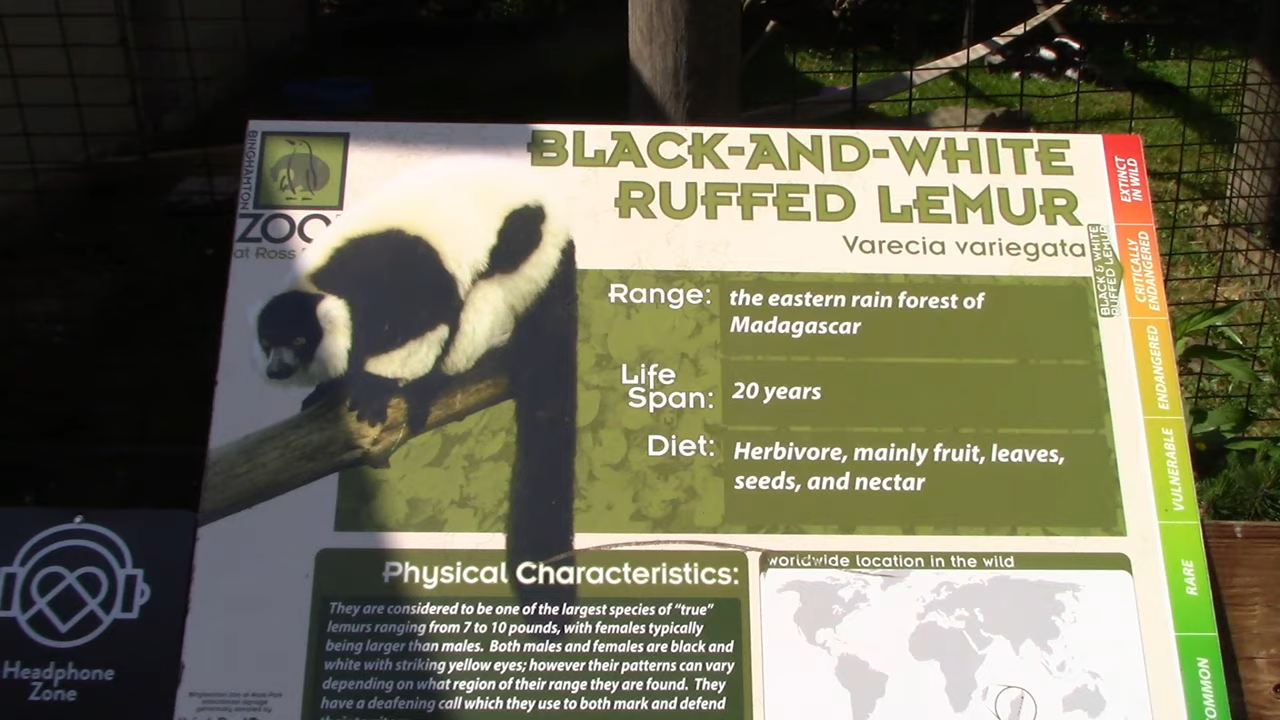 BINGHAMTON
ZOO
at Ross
BLACK-AND-WHITE
RUFFED LEMUR
Varecia variegata
Range: the eastern rain forest of
Madagascar
Life
Span: 20 years
Diet: Herbivore, mainly fruit, leaves,
seeds, and nectar
EXTINCT
IN WILD
CRITICALLY
ENDANGERED
BLACK & WHITE
RUFFED LEMUR
ENDANGERED
VULNERABLE
RARE
COMMON
Physical Characteristics:
They are considered to be one of the largest species of “true”
lemurs ranging from 7 to 10 pounds, with females typically
being larger than males. Both males and females are black and
white with striking yellow eyes; however their patterns can vary
depending on what region of their range they are found. They
have a deafening call which they use to both mark and defend
worldwide location in the wild
Headphone
Zone